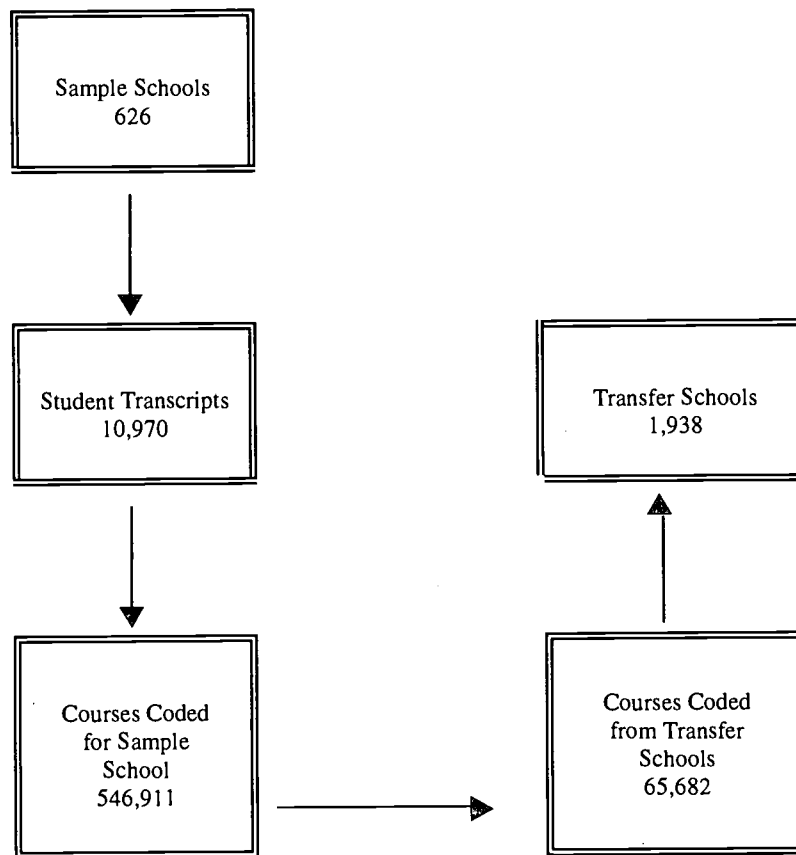 Sample Schools
626
Student Transcripts
10,970
Transfer Schools
1,938
Courses Coded
for Sample
School
546,911
Courses Coded
from Transfer
Schools
65,682